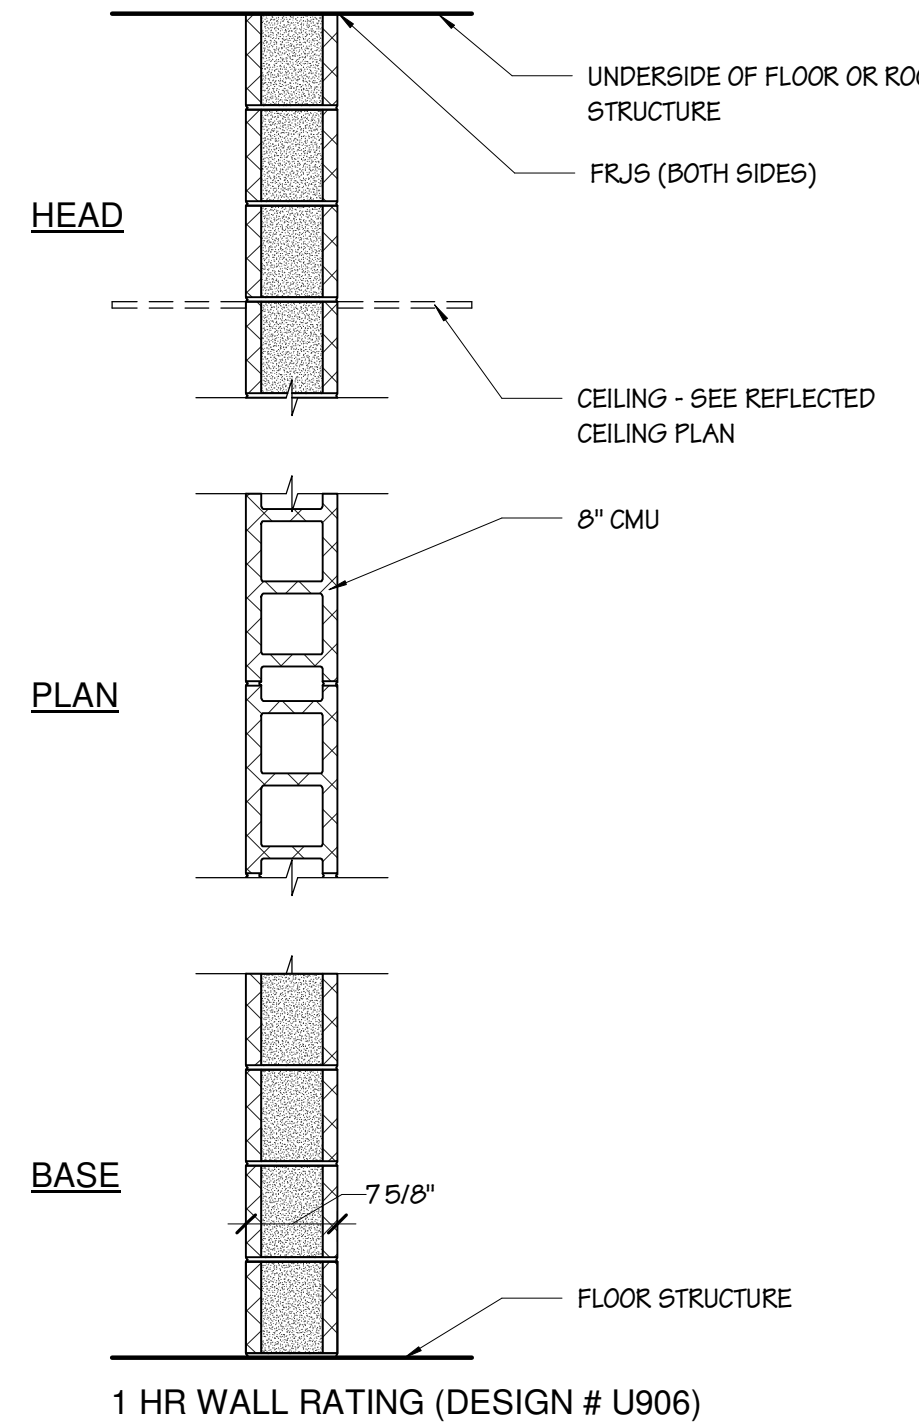 UNDERSIDE OF FLOOR OR
STRUCTURE
FRJS (BOTH SIDES)
HEAD
CEILING - SEE REFLECTED
CEILING PLAN
8" CMU
PLAN
BASE
7 5/8"
FLOOR STRUCTURE
1 HR WALL RATING (DESIGN # U906)